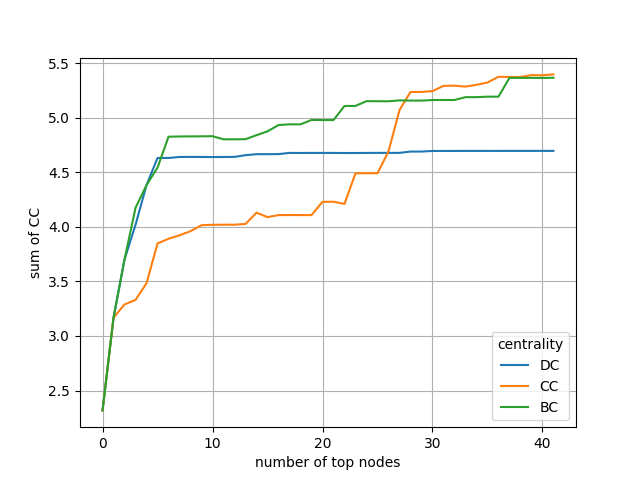 5.5
5.0
4.5
4.0
3.5
3.0
2.5
sum of CC
0 10 20 30 40
number of top nodes
centrality
DC
CC
BC